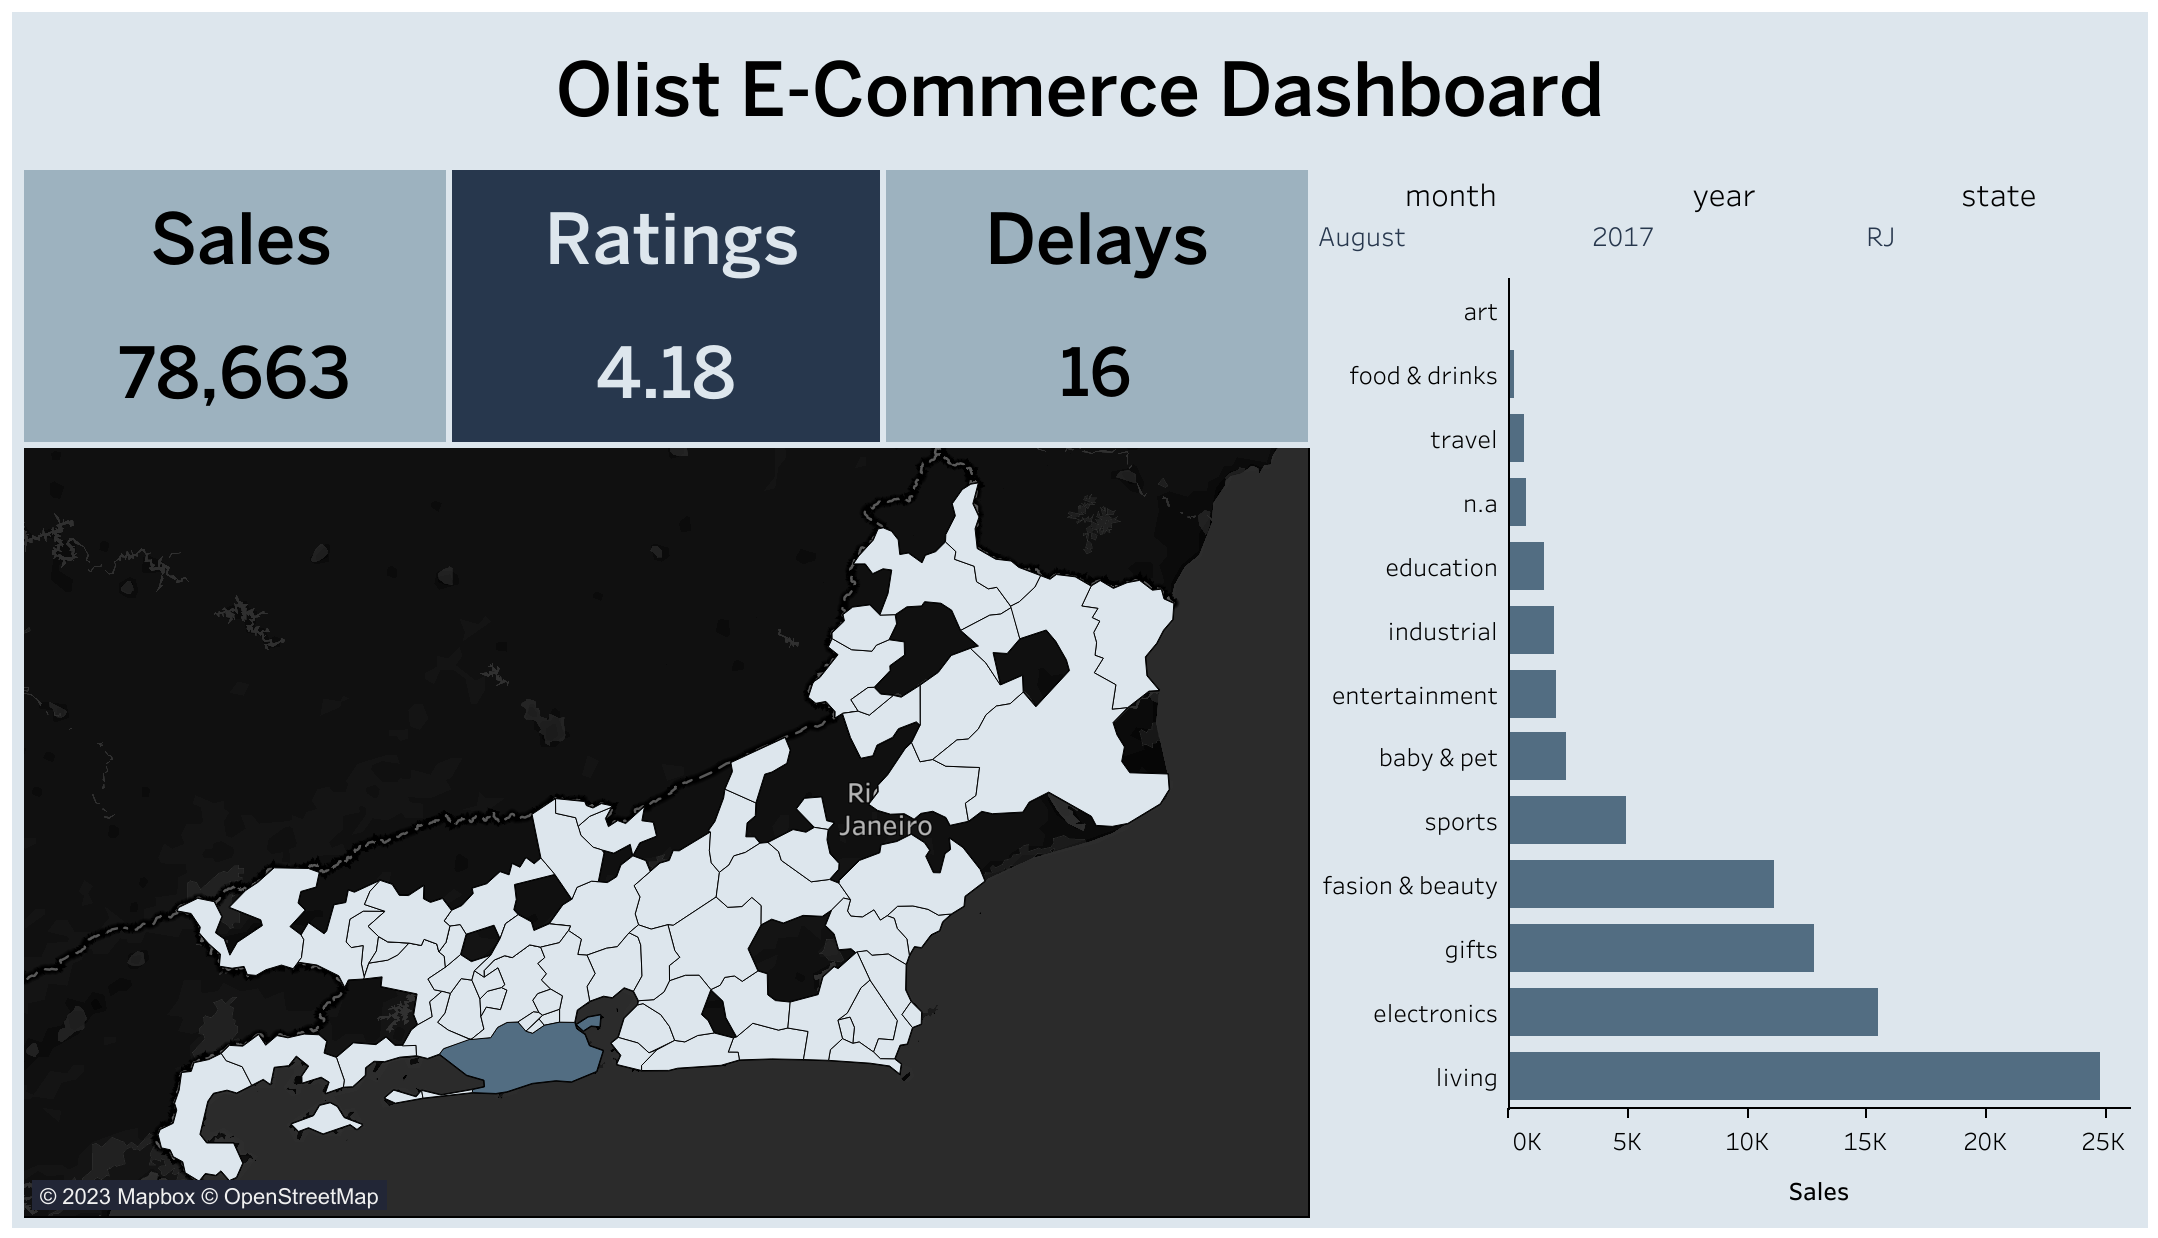 Olist E-Commerce Dashboard
Sales
78,663
Ratings
4.18
Delays
16
month year state
August 2017 RJ
art
food & drinks
travel
n.a
education
industrial
entertainment
baby & pet
sports
fasion & beauty
gifts
electronics
living
0K 5K 10K 15K 20K 25K
Sales
Janeiro
© 2023 Mapbox © OpenStreetMap